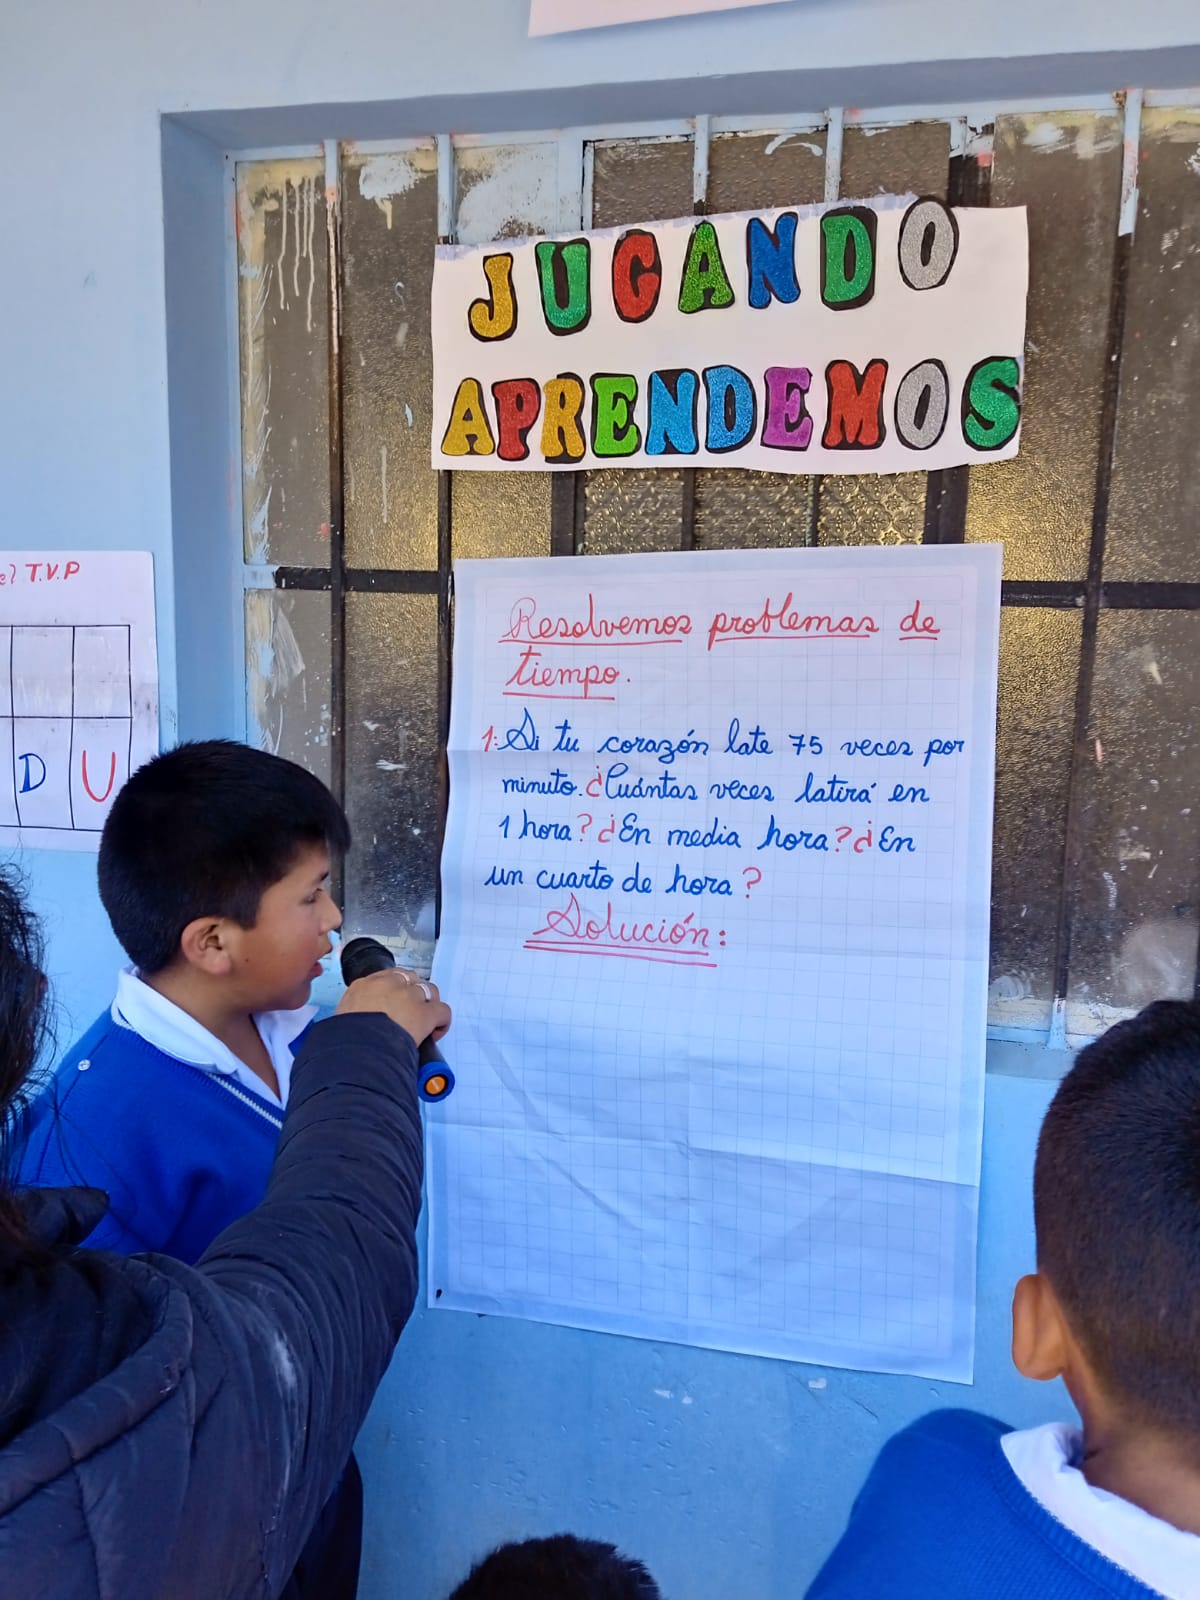 JUGANDO
APRENDEMOS
T.V.P
D U
Resolvemos problemas de
tiempo.
1: Si tu corazón late 75 veces por
minuto. ¿Cuántas veces latirá en
1 hora? ¿En media hora? ¿En
un cuarto de hora?
Solución: